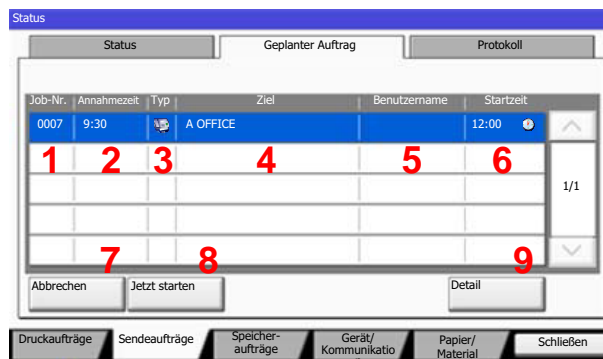 Status
Status Geplanter Auftrag Protokoll
Job-Nr. Annahmezeit Typ Ziel Benutzername Startzeit
0007 9:30 A OFFICE 12:00
1 2 3 4 5 6
1/1
7 8 9
Abbrechen Jetzt starten Detail
Druckaufträge Sendeaufträge Speicher- Gerät/ Papier/ Schließen
aufträge Kommunikatio Material